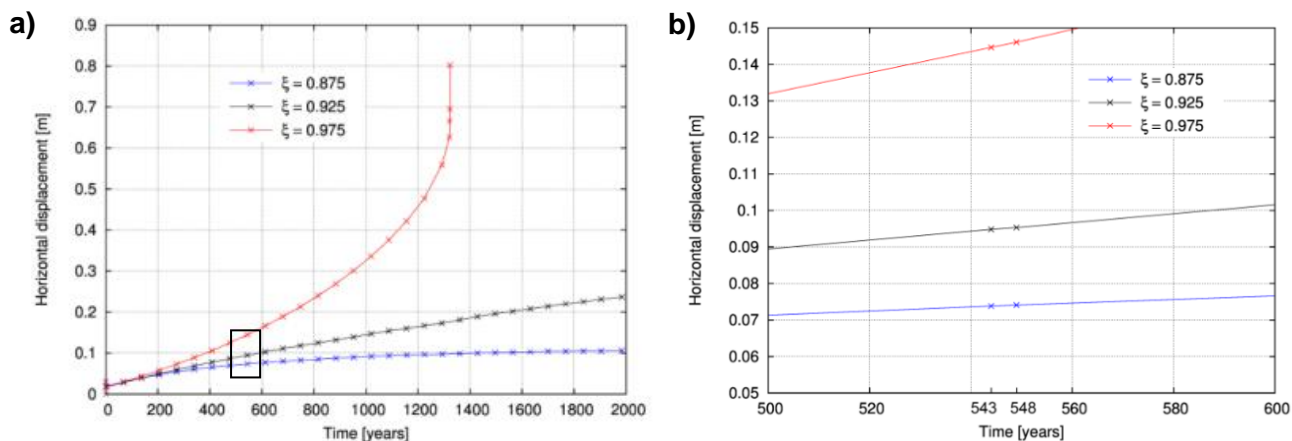 a)
Horizontal displacement [m]
0.9
0.8
0.7
0.6
0.5
0.4
0.3
0.2
0.1
0
ξ = 0.875
ξ = 0.925
ξ = 0.975
0 200 400 600 800 1000 1200 1400 1600 1800 2000
Time [years]
b)
Horizontal displacement [m]
0.15
0.14
0.13
0.12
0.11
0.1
0.09
0.08
0.07
0.06
0.05
ξ = 0.875
ξ = 0.925
ξ = 0.975
500 520 543 548 560 580 600
Time [years]